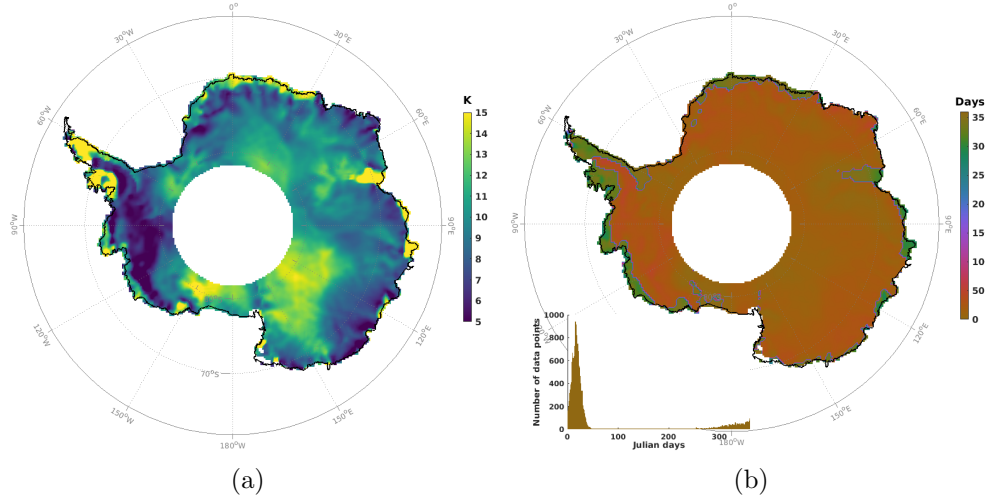 0°
30°E
60°E
90°E
120°E
150°E
180°W
150°W
120°W
90°W
60°W
30°W
70°S
K
15
14
13
12
11
10
9
8
7
6
5
(a)
0°
30°E
60°E
90°E
120°E
150°E
180°W
90°W
60°W
30°W
Days
35
30
25
20
15
10
50
0
Number of data points
1000
800
600
400
200
0
0 100 200 300
Julian days
(b)